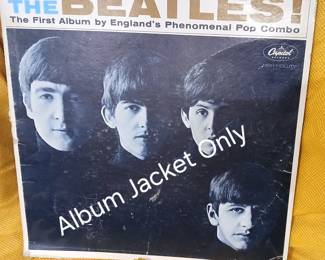 THE BEATLES!
The First Album by England's Phenomenal Pop Combo
Capitol
Album Jacket Only